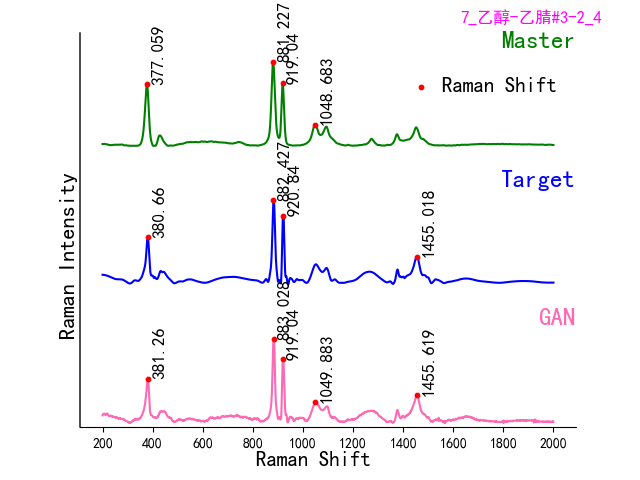 7_乙醇-乙腈#3-2_4
Master
Raman Shift
377.059
881.227
919.04
1048.683
Target
380.66
882.427
920.84
1455.018
GAN
381.26
883.028
919.04
1049.883
1455.619
Raman Intensity
200 400 600 800 1000 1200 1400 1600 1800 2000
Raman Shift